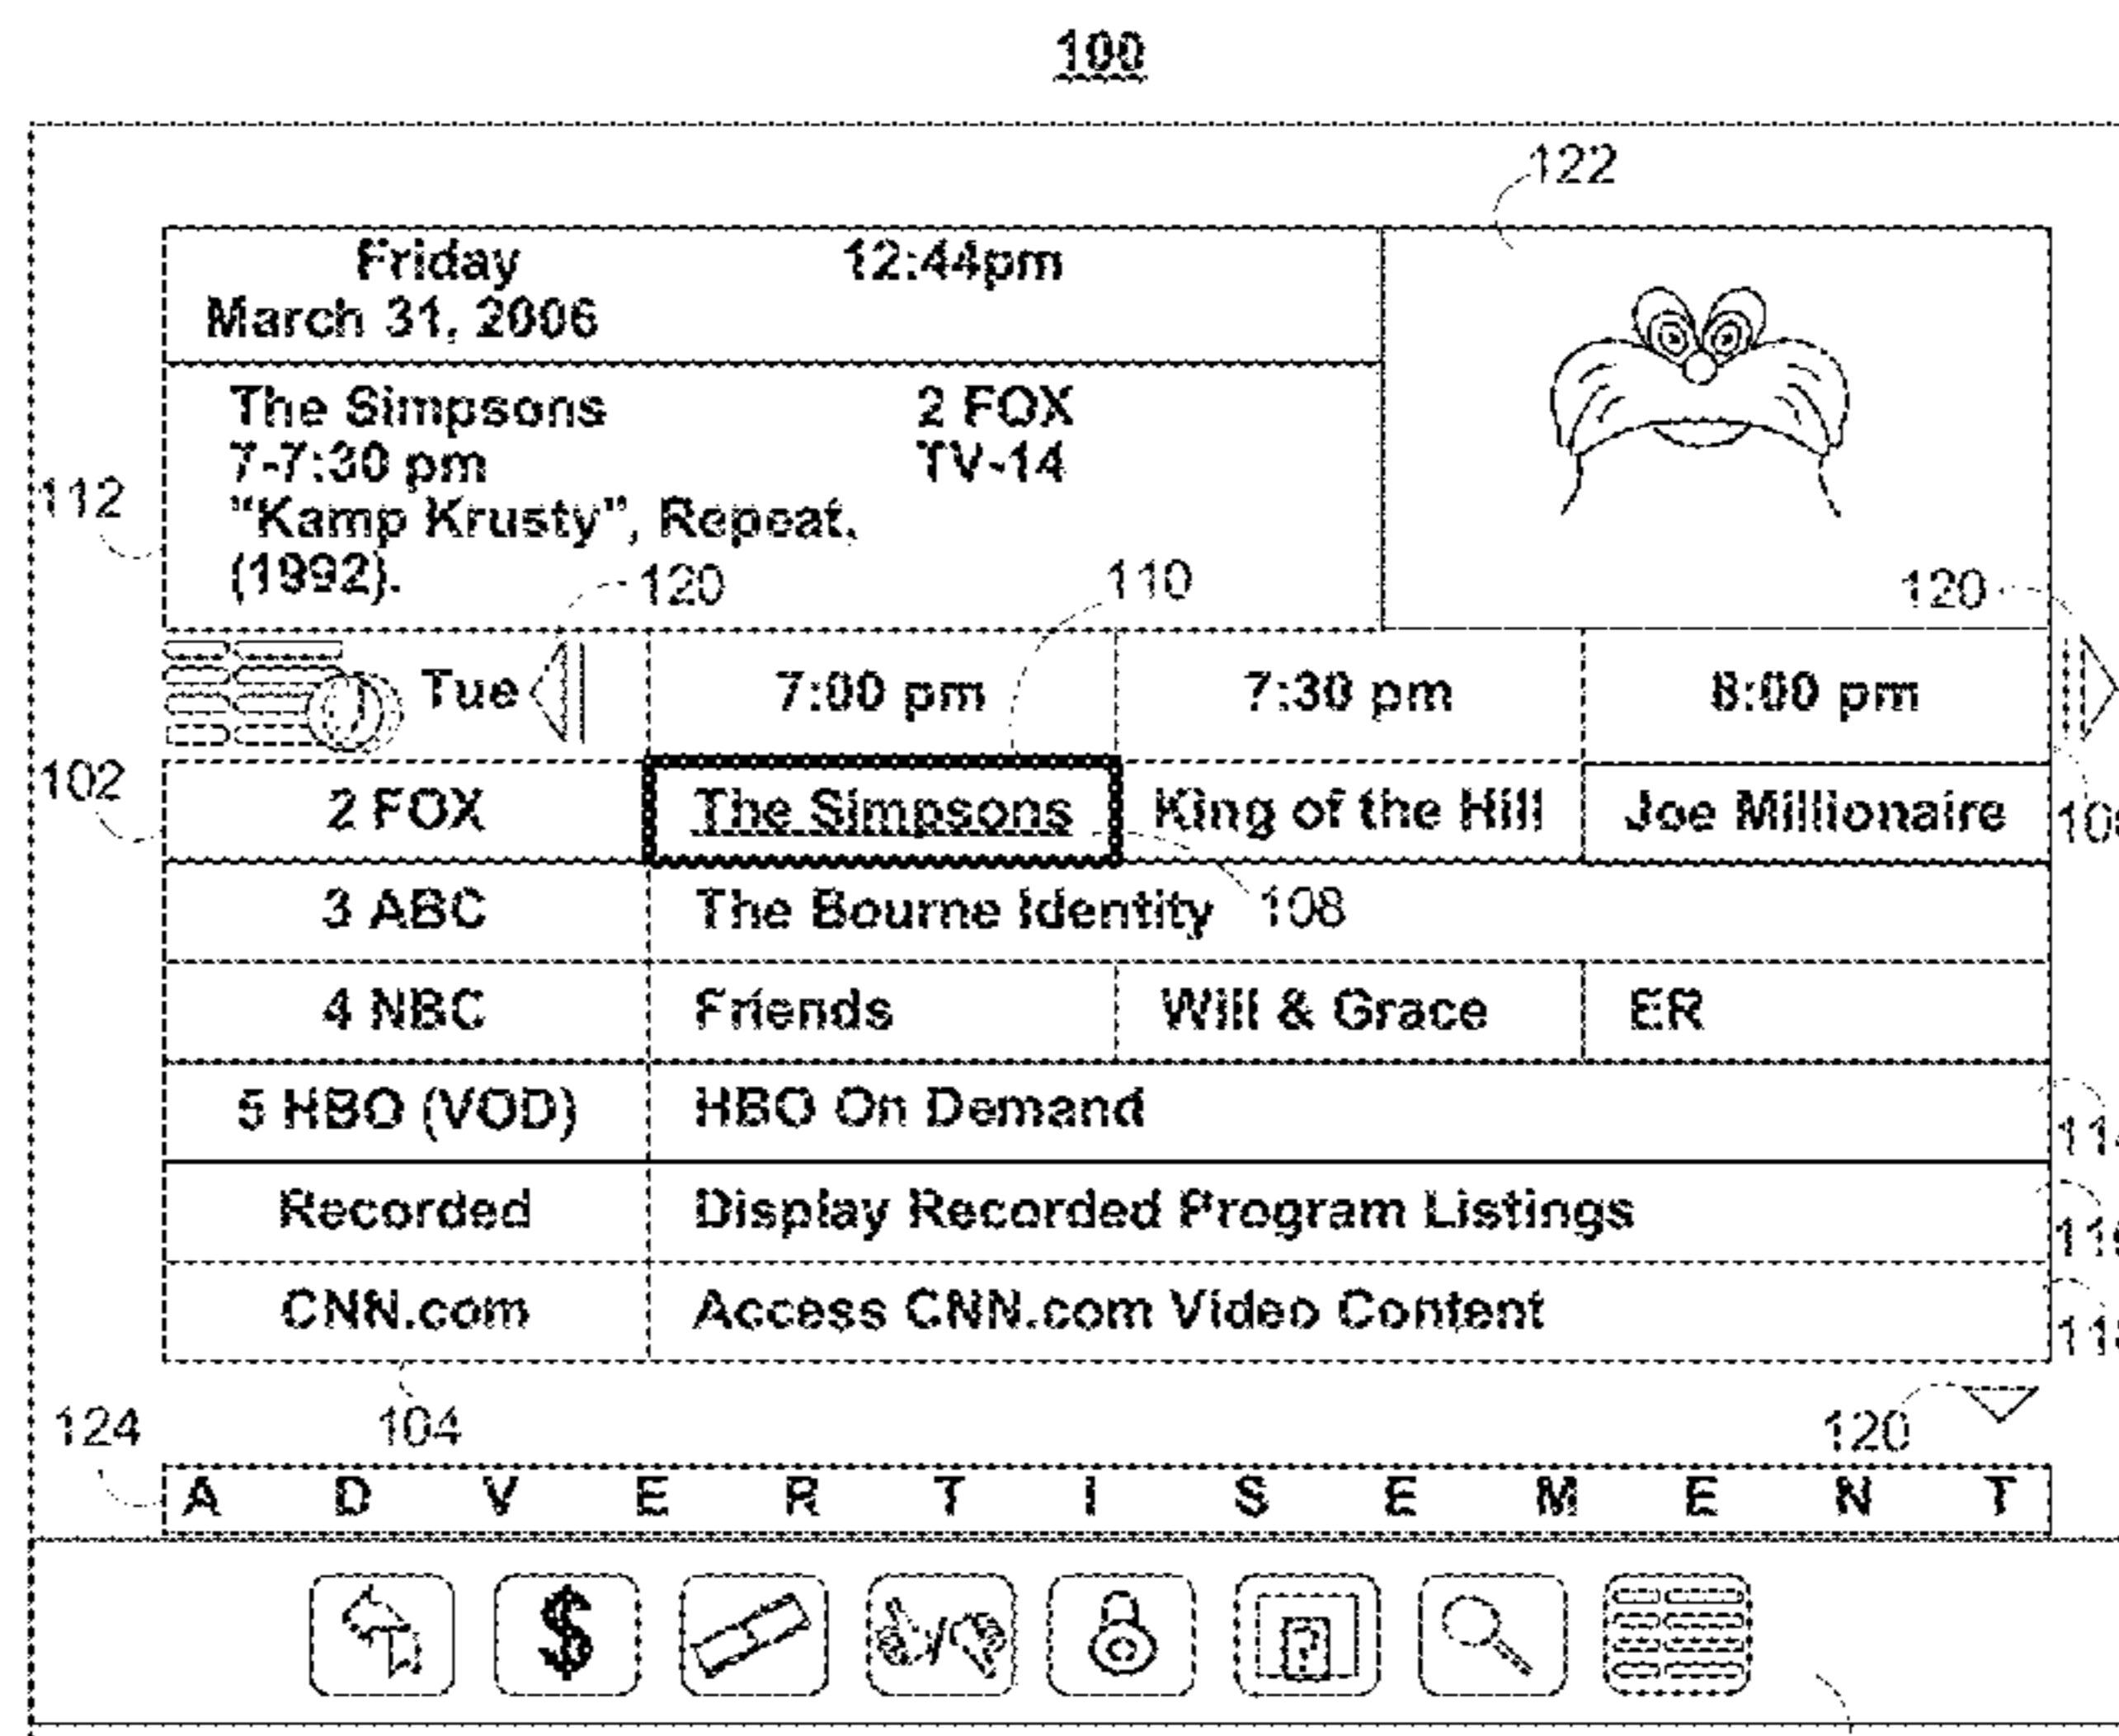 100
122
Friday 12:44pm
March 31, 2006
The Simpsons 2 FOX
7-7:30 pm TV-14
112
"Kamp Krusty", Repeat,
(1992).
120 110 120
Tue 7:00 pm 7:30 pm 8:00 pm
102
2 FOX The Simpsons King of the Hill Joe Millionaire
3 ABC The Bourne Identity 108
4 NBC Friends Will & Grace ER
5 HBO (VOD) HBO On Demand
Recorded Display Recorded Program Listings
CNN.com Access CNN.com Video Content
124 104 120
A D V E R T I S E M E N T
$
?